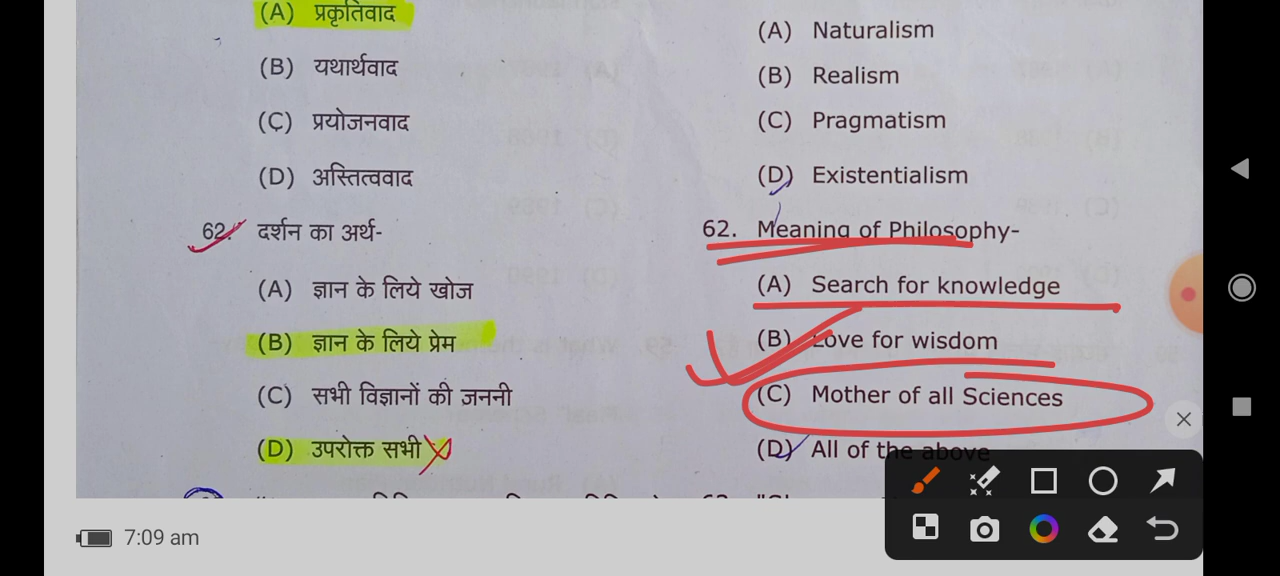 (A) प्रकृतिवाद
(B) यथार्थवाद
(C) प्रयोजनवाद
(D) अस्तित्ववाद
62. दर्शन का अर्थ-
(A) ज्ञान के लिये खोज
(B) ज्ञान के लिये प्रेम
(C) सभी विज्ञानों की जननी
(D) उपरोक्त सभी
(A) Naturalism
(B) Realism
(C) Pragmatism
(D) Existentialism
62. Meaning of Philosophy-
(A) Search for knowledge
(B) Love for wisdom
(C) Mother of all Sciences
(D) All of the above
7:09 am